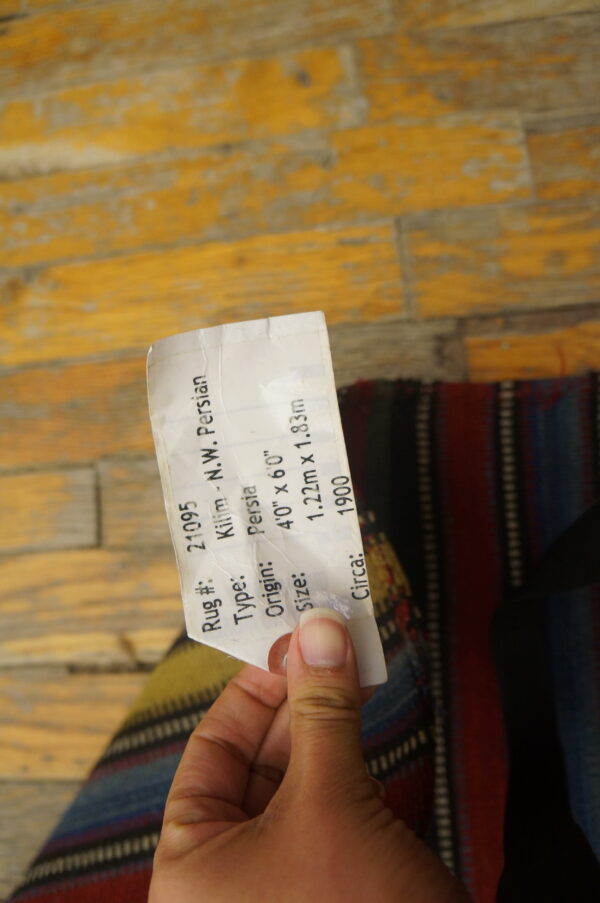 Rug #: 21095
Type: Kilim - N.W. Persian
Origin: Persia
Size: 4'0" x 6'0"
1.22m x 1.83m
Circa: 1900